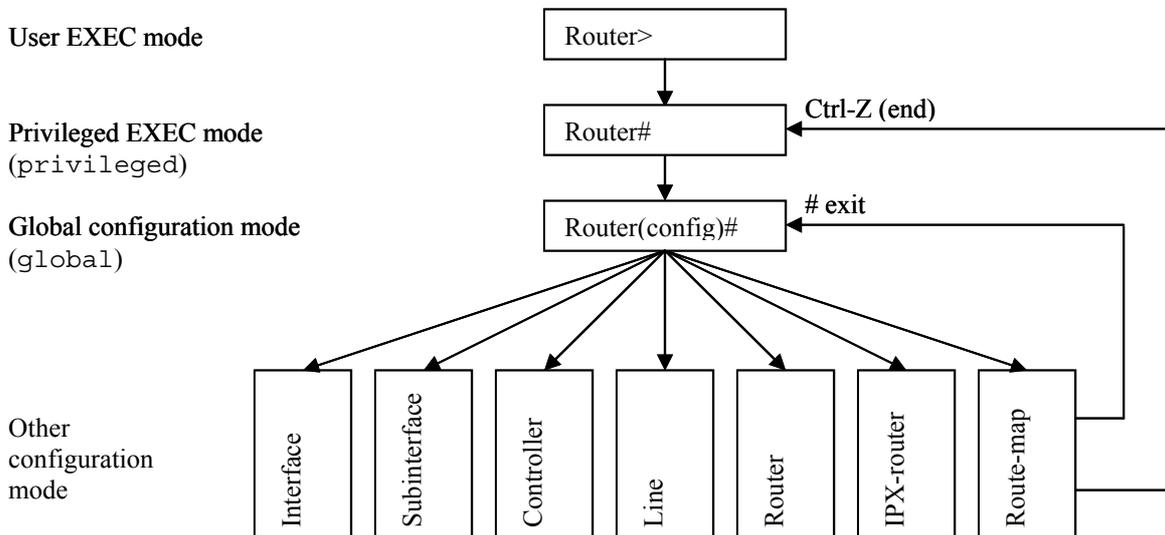 User EXEC mode
Router>
Ctrl-Z (end)
Privileged EXEC mode
(privileged)
Router#
# exit
Global configuration mode
(global)
Router(config)#
Other
configuration
mode
Interface
Subinterface
Controller
Line
Router
IPX-router
Route-map